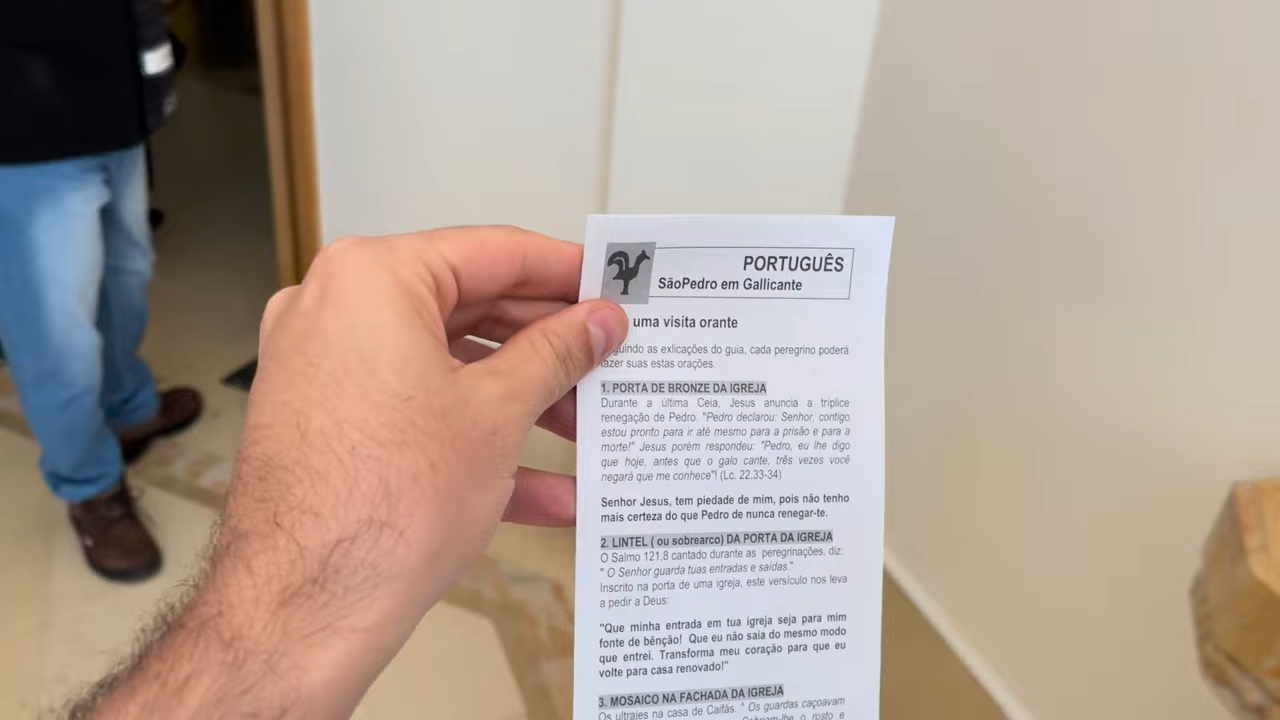 PORTUGUÊS
SãoPedro em Gallicante
uma visita orante
guindo as exlicações do guia, cada peregrino poderá
fazer suas estas orações.
1. PORTA DE BRONZE DA IGREJA
Durante a última Ceia, Jesus anuncia a tríplice
renegação de Pedro. "Pedro declarou: Senhor, contigo
estou pronto para ir até mesmo para a prisão e para a
morte!" Jesus porém respondeu: "Pedro, eu lhe digo
que hoje, antes que o galo cante, três vezes você
negará que me conhece"! (Lc. 22,33-34)
Senhor Jesus, tem piedade de mim, pois não tenho
mais certeza do que Pedro de nunca renegar-te.
2. LINTEL ( ou sobrearco) DA PORTA DA IGREJA
O Salmo 121,8 cantado durante as peregrinações, diz:
" O Senhor guarda tuas entradas e saídas."
Inscrito na porta de uma igreja, este versículo nos leva
a pedir a Deus:
"Que minha entrada em tua igreja seja para mim
fonte de bênção! Que eu não saia do mesmo modo
que entrei. Transforma meu coração para que eu
volte para casa renovado!"
3. MOSAICO NA FACHADA DA IGREJA
Os ultrajes na casa de Caifás. " Os guardas caçoavam
o rosto e